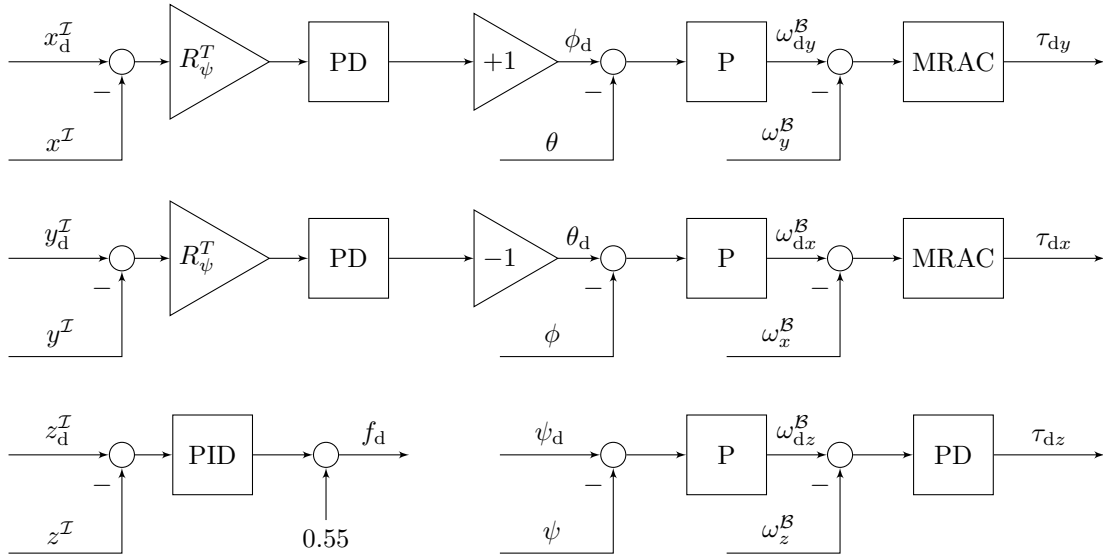 x_d^ℐ R_ψ^T PD +1 ϕ_d P ω_dy^ℬ MRAC τ_dy
− − −
x^ℐ θ ω_y^ℬ
y_d^ℐ R_ψ^T PD −1 θ_d P ω_dx^ℬ MRAC τ_dx
− − −
y^ℐ ϕ ω_x^ℬ
z_d^ℐ PID f_d ψ_d P ω_dz^ℬ PD τ_dz
− − −
z^ℐ 0.55 ψ ω_z^ℬ